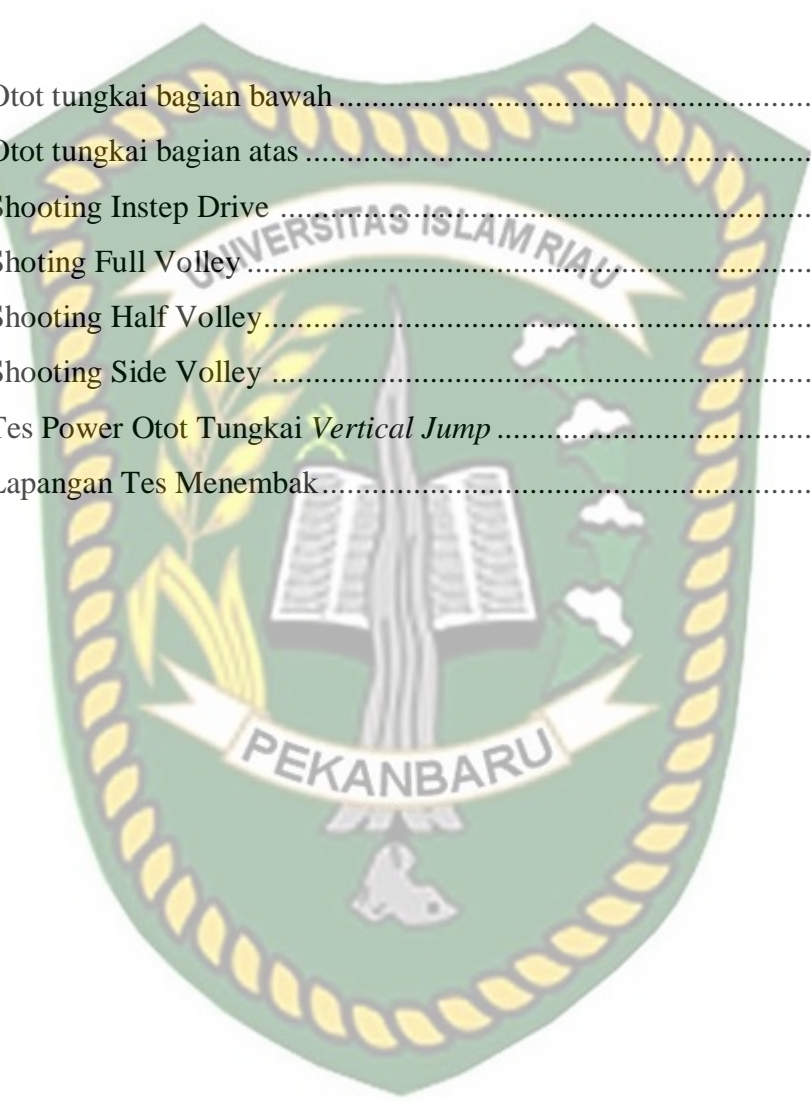 Otot tungkai bagian bawah ........................................................
Otot tungkai bagian atas ............................................................
Shooting Instep Drive ................................................................
UNIVERSITAS ISLAM RIAU
Shoting Full Volley ....................................................................
Shooting Half Volley..................................................................
Shooting Side Volley .................................................................
Tes Power Otot Tungkai Vertical Jump ......................................
Lapangan Tes Menembak...........................................................
PEKANBARU